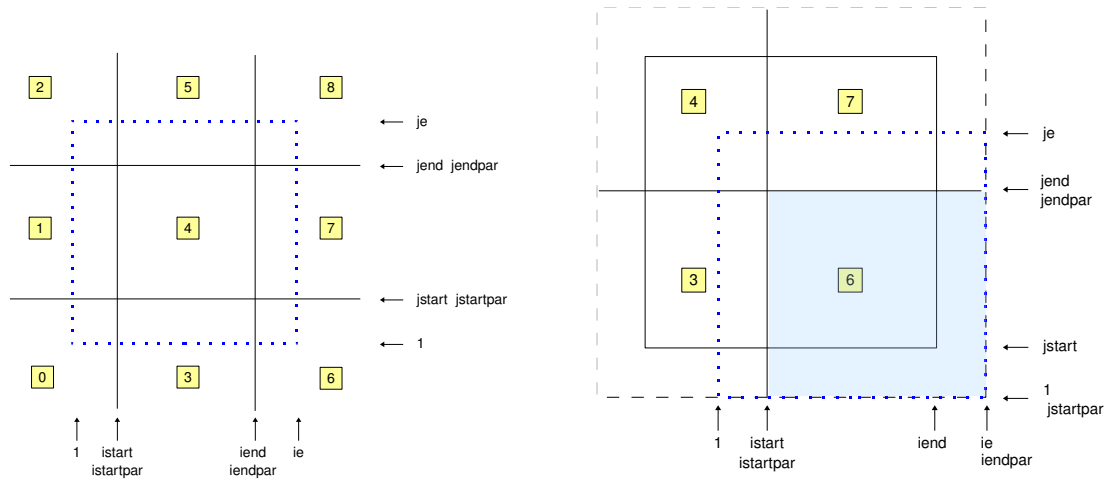 2 5 8
je
jend jendpar
1 4 7
jstart jstartpar
1
0 3 6
1 istart iend ie
istartpar iendpar
4 7
je
jend
jendpar
3 6
jstart
1
jstartpar
1 istart iend ie
istartpar iendpar